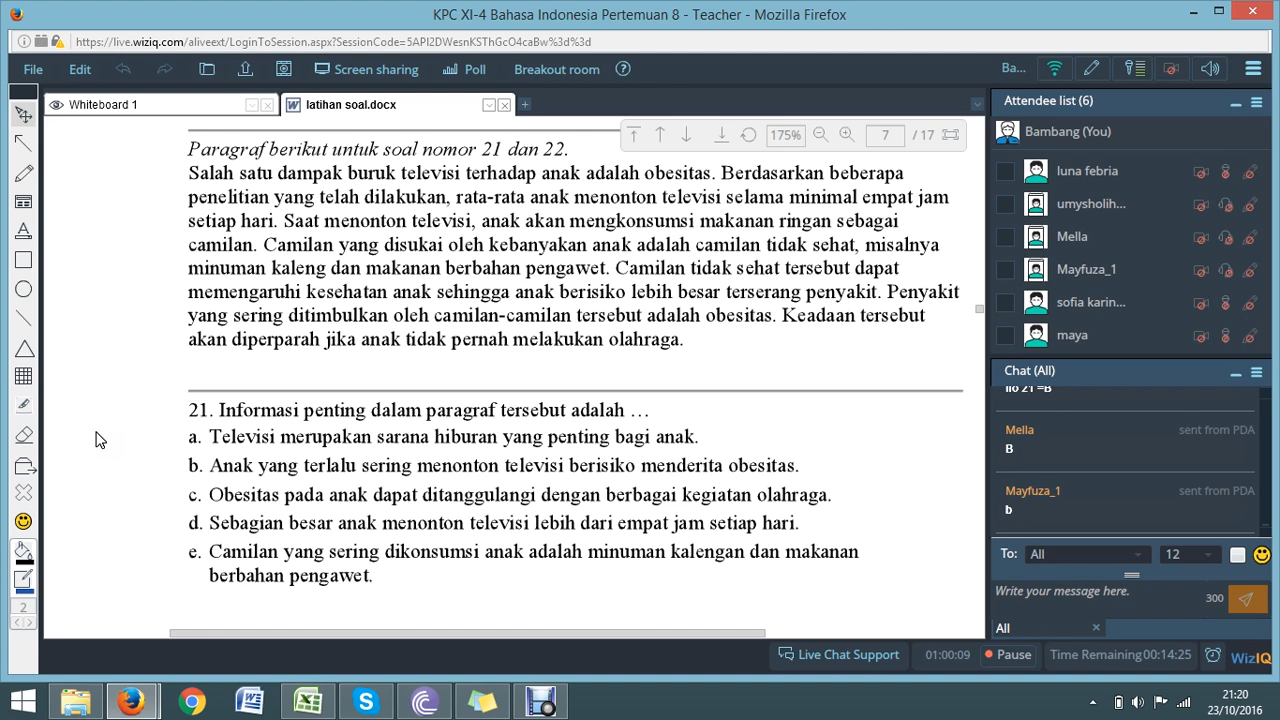 KPC XI-4 Bahasa Indonesia Pertemuan 8 - Teacher - Mozilla Firefox
https://live.wiziq.com/aliveext/LoginToSession.aspx?SessionCode=5API2DWesnKSThGcO4caBw%3d%3d
File Edit Screen sharing Poll Breakout room Ba...
Whiteboard 1 latihan soal.docx
175% 7 / 17
Paragraf berikut untuk soal nomor 21 dan 22.
Salah satu dampak buruk televisi terhadap anak adalah obesitas. Berdasarkan beberapa
penelitian yang telah dilakukan, rata-rata anak menonton televisi selama minimal empat jam
setiap hari. Saat menonton televisi, anak akan mengkonsumsi makanan ringan sebagai
camilan. Camilan yang disukai oleh kebanyakan anak adalah camilan tidak sehat, misalnya
minuman kaleng dan makanan berbahan pengawet. Camilan tidak sehat tersebut dapat
memengaruhi kesehatan anak sehingga anak berisiko lebih besar terserang penyakit. Penyakit
yang sering ditimbulkan oleh camilan-camilan tersebut adalah obesitas. Keadaan tersebut
akan diperparah jika anak tidak pernah melakukan olahraga.
21. Informasi penting dalam paragraf tersebut adalah …
a. Televisi merupakan sarana hiburan yang penting bagi anak.
b. Anak yang terlalu sering menonton televisi berisiko menderita obesitas.
c. Obesitas pada anak dapat ditanggulangi dengan berbagai kegiatan olahraga.
d. Sebagian besar anak menonton televisi lebih dari empat jam setiap hari.
e. Camilan yang sering dikonsumsi anak adalah minuman kalengan dan makanan
berbahan pengawet.
2
Attendee list (6)
Bambang (You)
luna febria
umysholih...
Mella
Mayfuza_1
sofia karin...
maya
Chat (All)
no 21 =B
Mella sent from PDA
B
Mayfuza_1 sent from PDA
b
To: All 12
Write your message here. 300
All
Live Chat Support 01:00:09 Pause Time Remaining00:14:25 WizIQ
21:20
23/10/2016